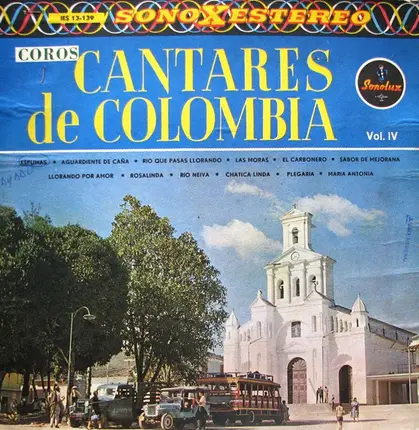 SONOXESTEREO
IES 13-139
COROS
CANTARES
de COLOMBIA
Sonolux
Vol. IV
ESPUMAS • AGUARDIENTE DE CAÑA • RIO QUE PASAS LLORANDO • LAS MORAS • EL CARBONERO • SABOR DE MEJORANA
LLORANDO POR AMOR • ROSALINDA • RIO NEIVA • CHATICA LINDA • PLEGARIA • MARIA ANTONIA